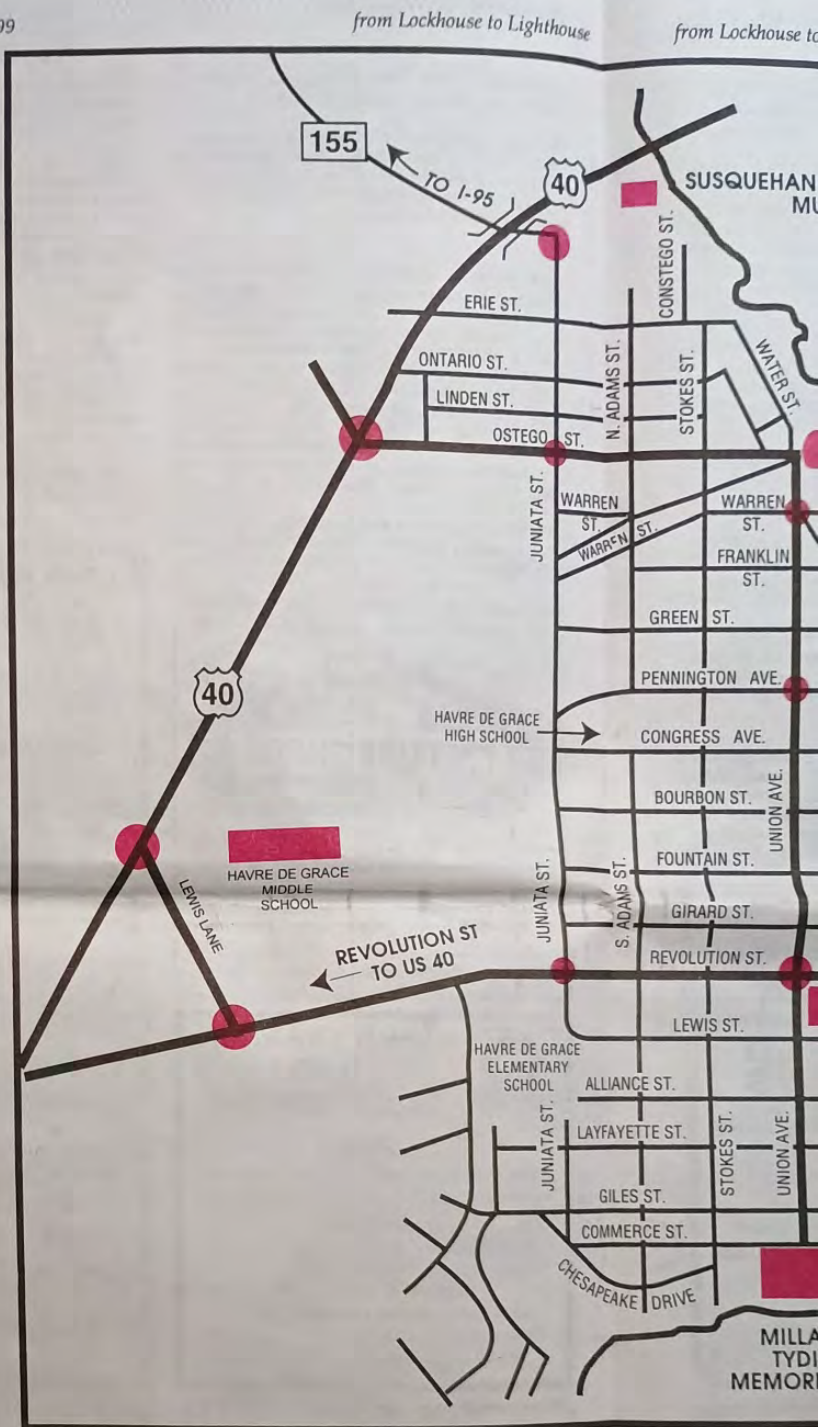 99
from Lockhouse to Lighthouse
from Lockhouse to
155
TO I-95
40
SUSQUEHAN
MU
CONSTEGO ST.
ERIE ST.
WATER ST.
ONTARIO ST.
N. ADAMS ST.
STOKES ST.
LINDEN ST.
OSTEGO ST.
JUNIATA ST.
WARREN
ST.
WARREN ST.
WARREN
ST.
FRANKLIN
ST.
GREEN ST.
40
PENNINGTON AVE.
HAVRE DE GRACE
HIGH SCHOOL
CONGRESS AVE.
BOURBON ST.
UNION AVE.
HAVRE DE GRACE
MIDDLE
SCHOOL
FOUNTAIN ST.
LEWIS LANE
JUNIATA ST.
S. ADAMS ST.
GIRARD ST.
REVOLUTION ST
TO US 40
REVOLUTION ST.
LEWIS ST.
HAVRE DE GRACE
ELEMENTARY
SCHOOL
ALLIANCE ST.
JUNIATA ST.
LAYFAYETTE ST.
STOKES ST.
UNION AVE.
GILES ST.
COMMERCE ST.
CHESAPEAKE DRIVE
MILLA
TYDI
MEMORI